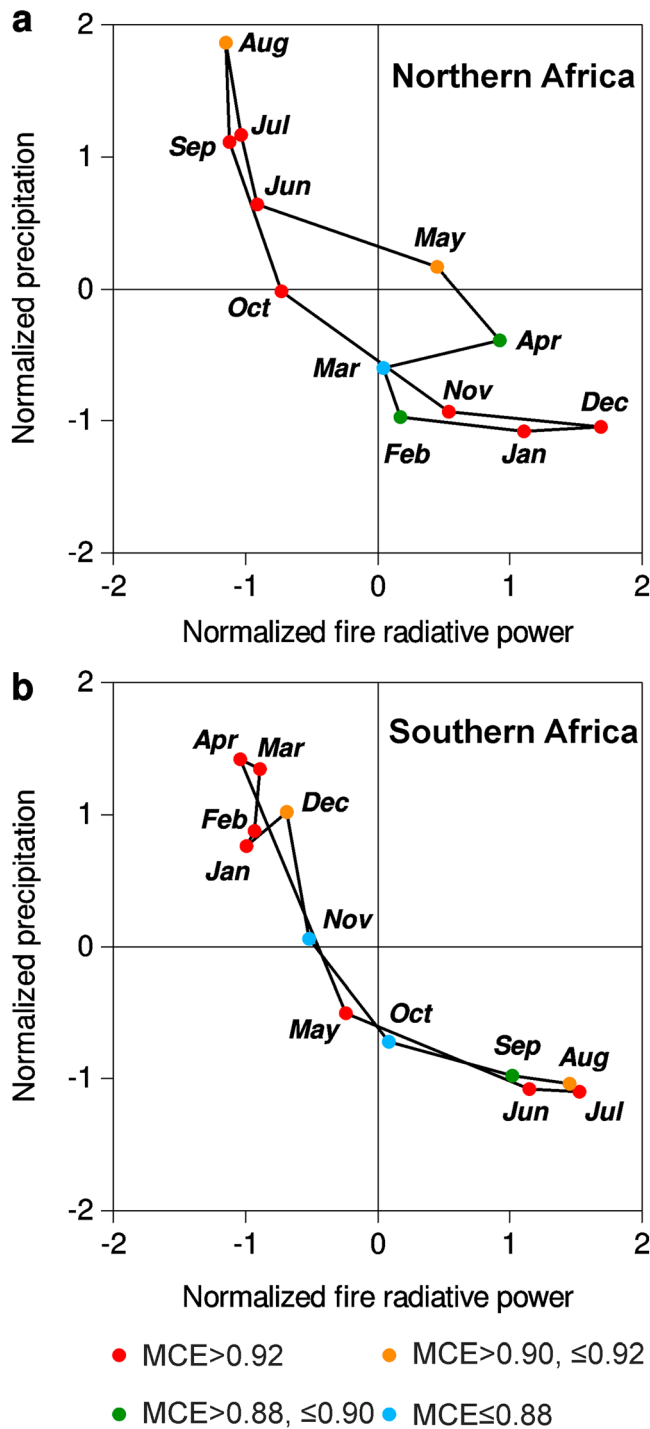 a
2
Aug
Northern Africa
Jul
Sep
1
Jun
May
Normalized precipitation
0
Oct
Apr
Mar
Nov
Dec
-1
Feb
Jan
-2
-2 -1 0 1 2
Normalized fire radiative power
b
2
Southern Africa
Apr Mar
Dec
1
Feb
Jan
Nov
Normalized precipitation
0
Oct
May
Sep
Aug
-1
Jun Jul
-2
-2 -1 0 1 2
Normalized fire radiative power
MCE>0.92 MCE>0.90, ≤0.92
MCE>0.88, ≤0.90 MCE≤0.88